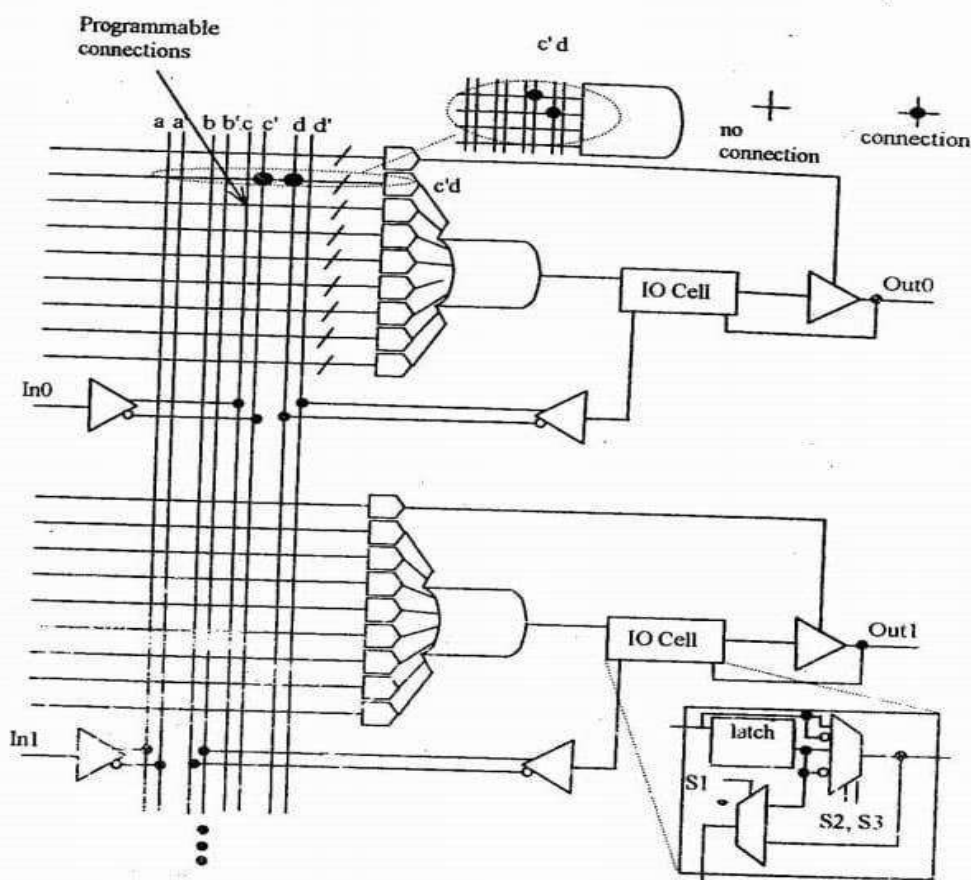 Programmable
connections
c' d
no
connection
connection
a a' b b' c c' d d'
c'd
IO Cell
Out0
In0
IO Cell
Out1
In1
latch
S1
S2, S3